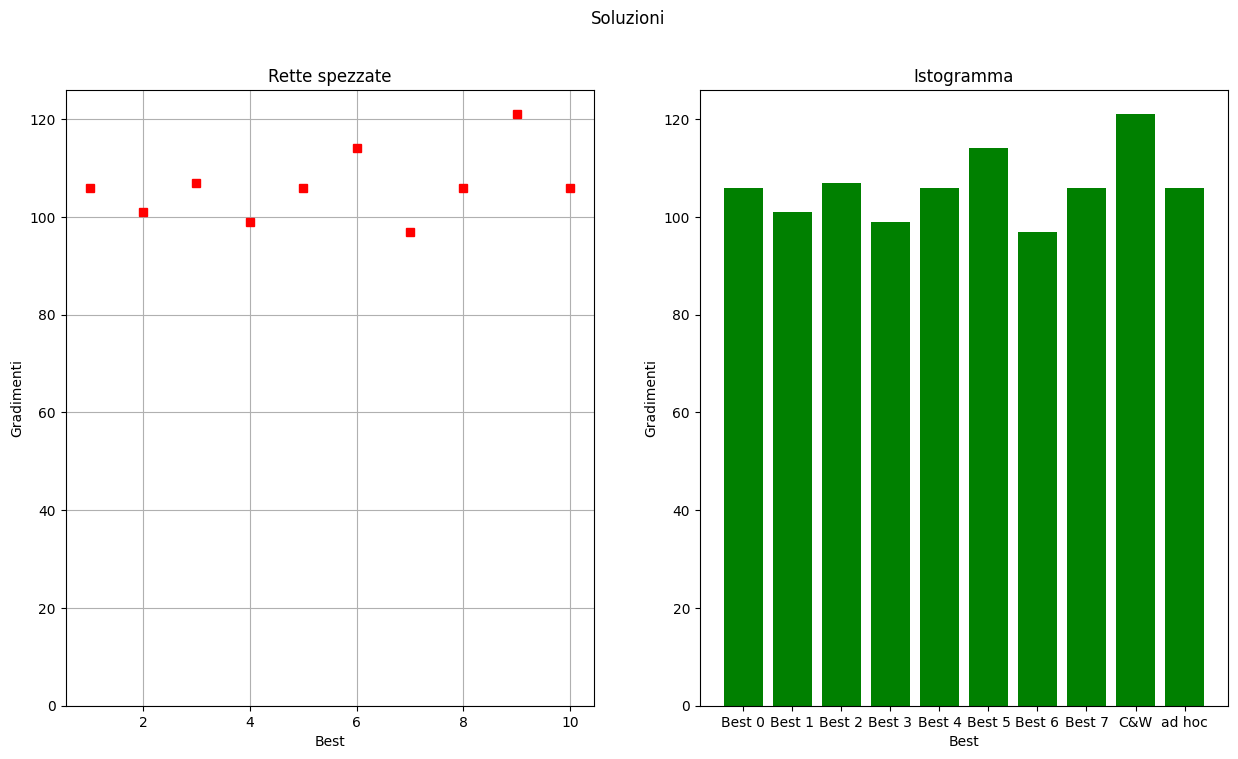 Soluzioni
Rette spezzate
120
100
80
60
40
20
0
Gradimenti
2 4 6 8 10
Best
Istogramma
120
100
80
60
40
20
0
Gradimenti
Best 0 Best 1 Best 2 Best 3 Best 4 Best 5 Best 6 Best 7 C&W ad hoc
Best